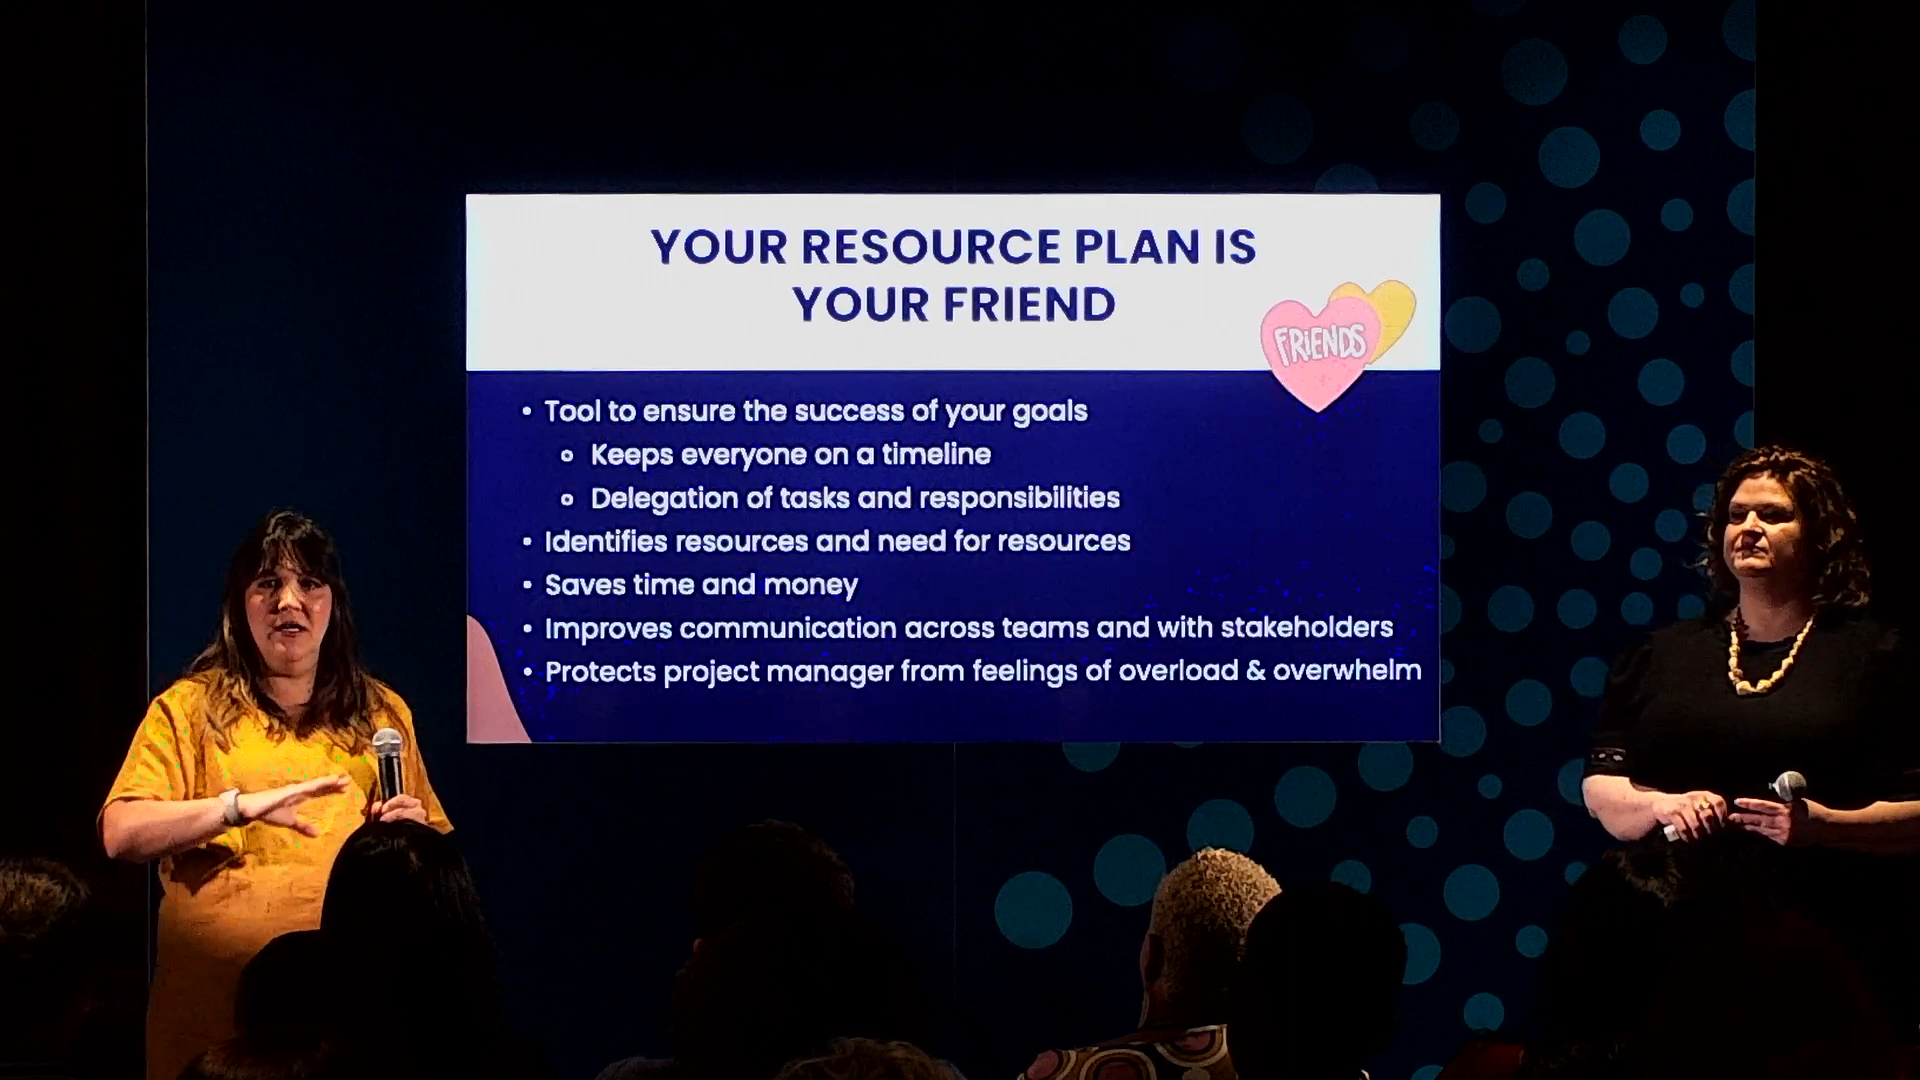 YOUR RESOURCE PLAN IS
YOUR FRIEND
FRiENDS
• Tool to ensure the success of your goals
◦ Keeps everyone on a timeline
◦ Delegation of tasks and responsibilities
• Identifies resources and need for resources
• Saves time and money
• Improves communication across teams and with stakeholders
• Protects project manager from feelings of overload & overwhelm